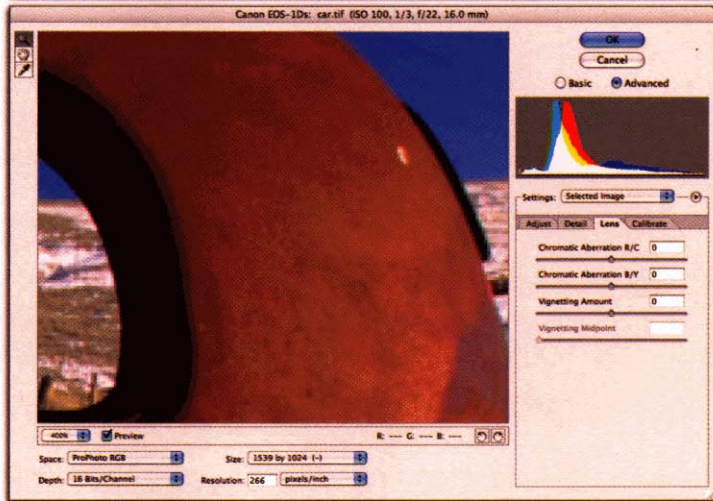 Canon EOS-1Ds: car.tif (ISO 100, 1/3, f/22, 16.0 mm)
OK
Cancel
Basic Advanced
Settings: Selected Image
Adjust Detail Lens Calibrate
Chromatic Aberration R/C 0
Chromatic Aberration B/Y 0
Vignetting Amount 0
Vignetting Midpoint
400% Preview R: --- G: --- B: ---
Space: ProPhoto RGB Size: 1539 by 1024 (-)
Depth: 16 Bits/Channel Resolution: 266 pixels/inch